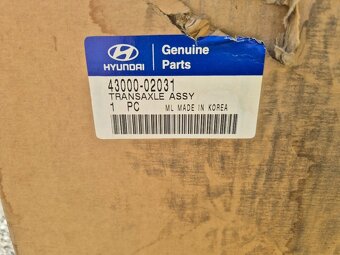 HYUNDAI
Genuine
Parts
43000-02031
TRANSAXLE ASSY
1 PC ML MADE IN KOREA